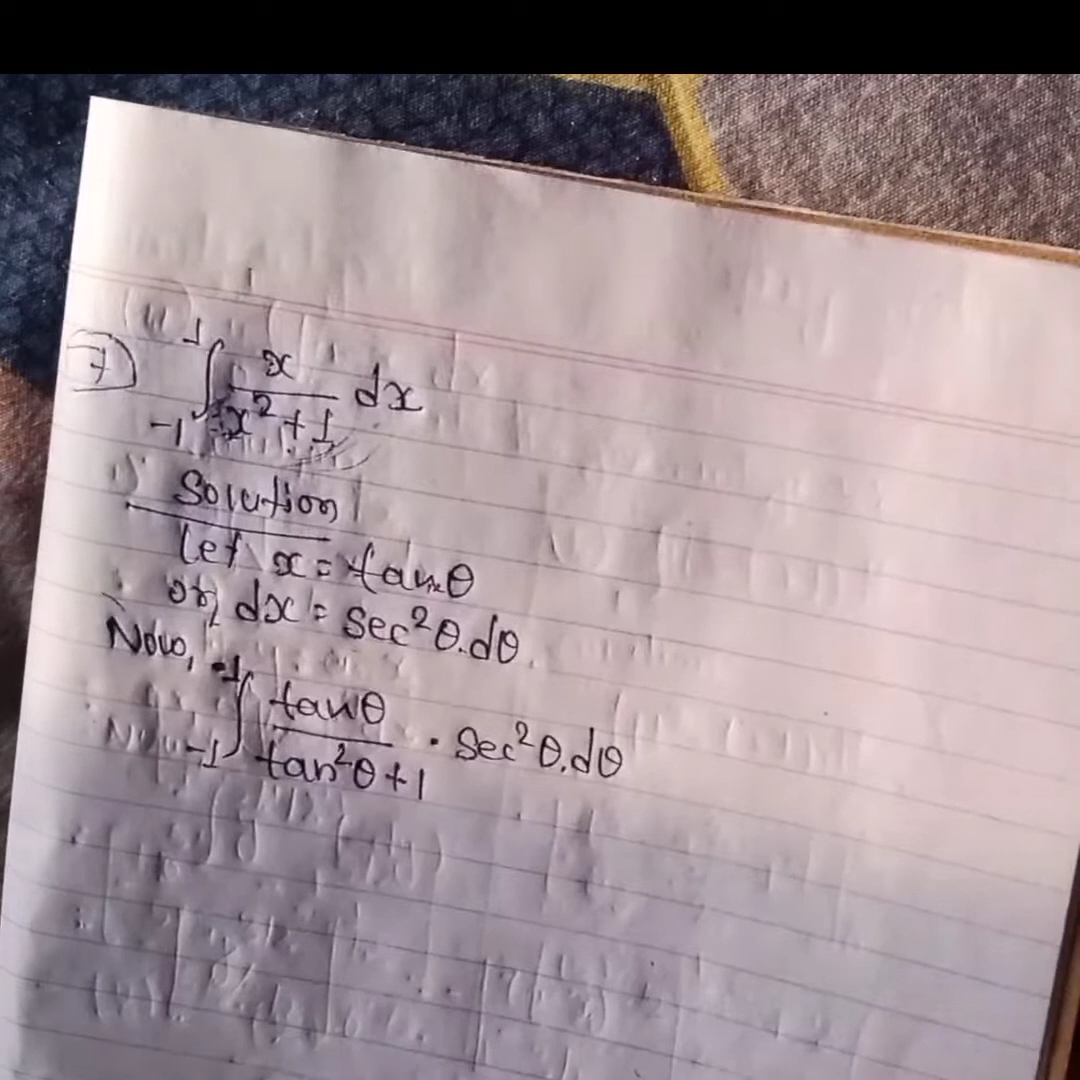 7) ∫₋₁¹ x/(x²+1) dx
Solution
Let x = tanθ
or, dx = sec²θ.dθ
Now, ∫₋₁¹ tanθ/(tan²θ+1) . sec²θ.dθ